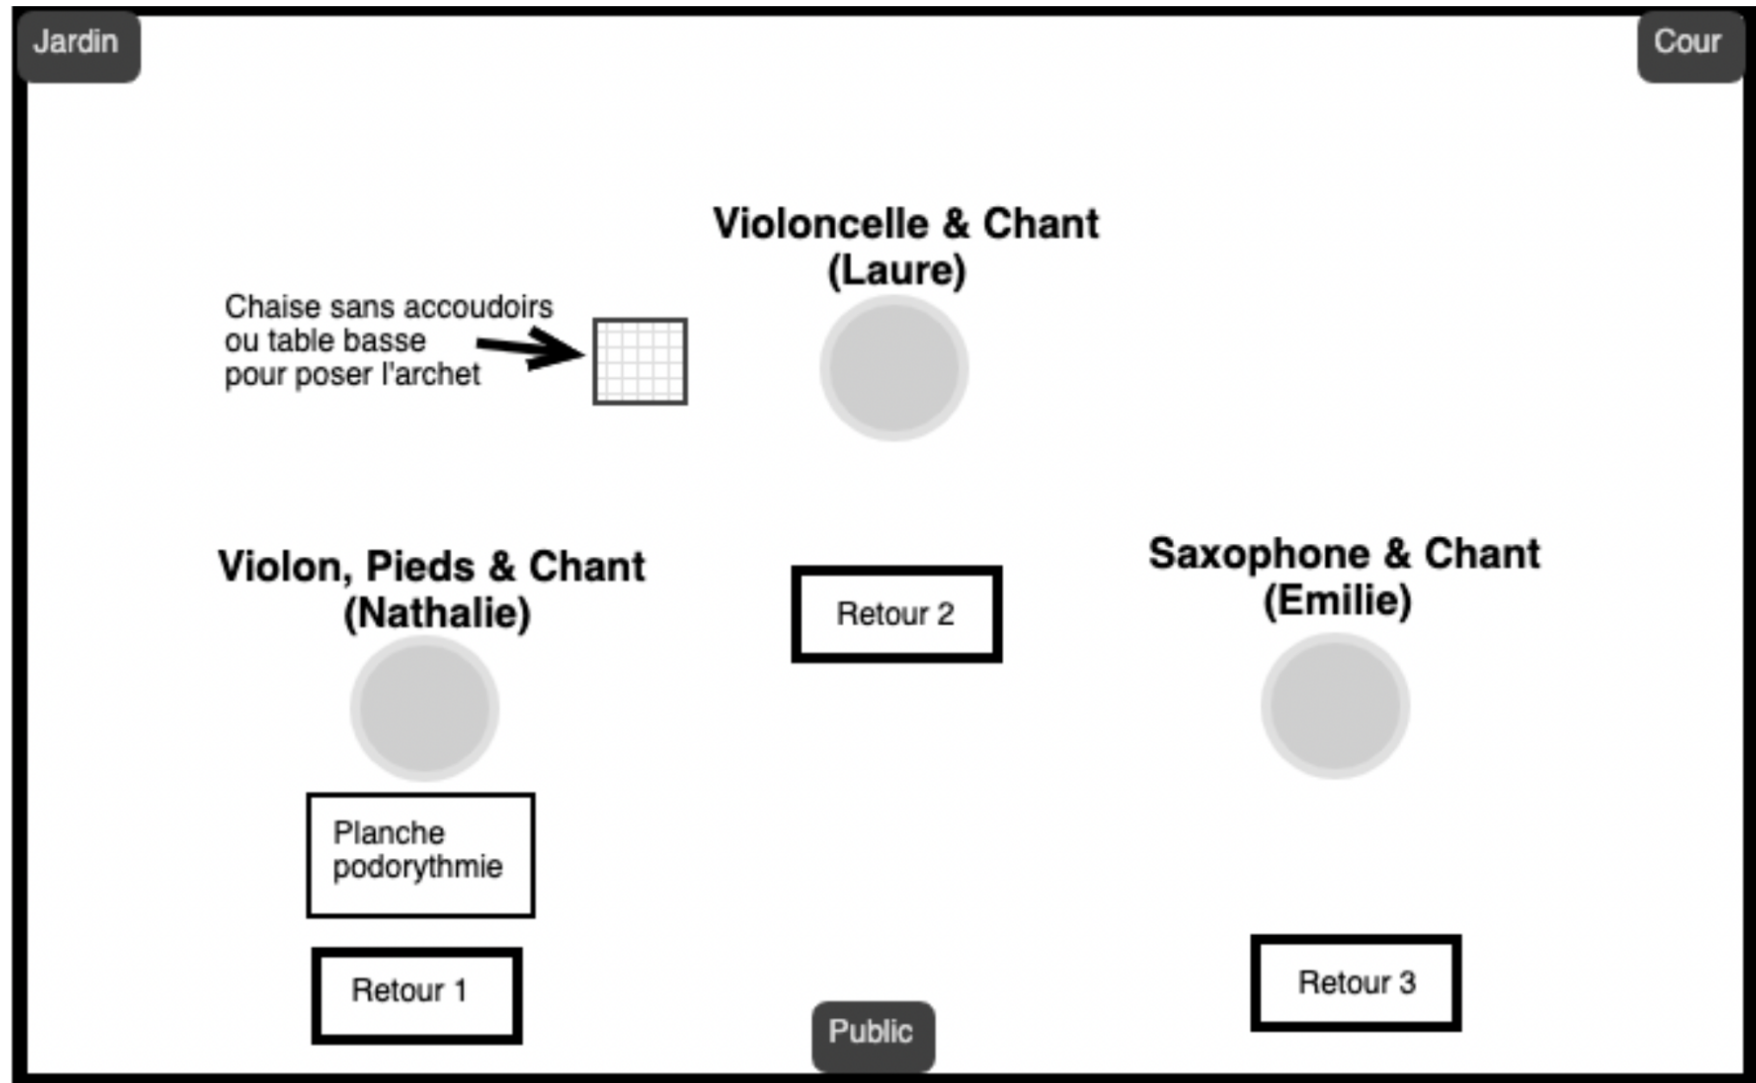 Jardin
Cour
Violoncelle & Chant
(Laure)
Chaise sans accoudoirs
ou table basse
pour poser l'archet
Violon, Pieds & Chant
(Nathalie)
Retour 2
Saxophone & Chant
(Emilie)
Planche
podorythmie
Retour 1
Retour 3
Public